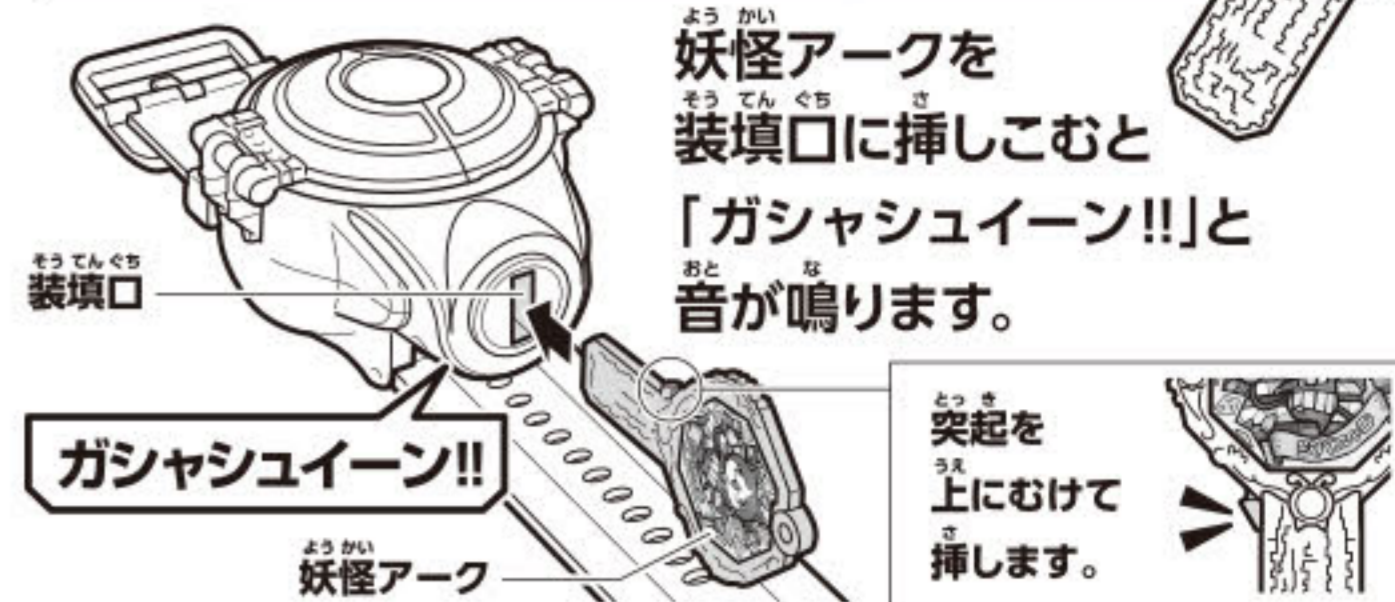 妖怪アークを
装填口に挿しこむと
「ガシャシュイーン!!」と
音が鳴ります。
装填口
ガシャシュイーン!!
妖怪アーク
突起を
上にむけて
挿します。